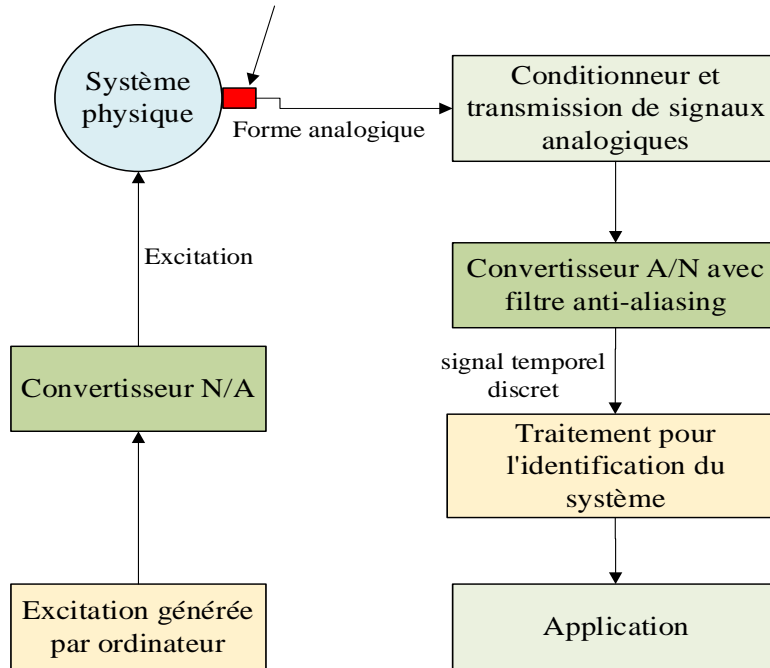 Système
physique
Forme analogique
Conditionneur et
transmission de signaux
analogiques
Excitation
Convertisseur A/N avec
filtre anti-aliasing
signal temporel
discret
Convertisseur N/A
Traitement pour
l'identification du
système
Excitation générée
par ordinateur
Application